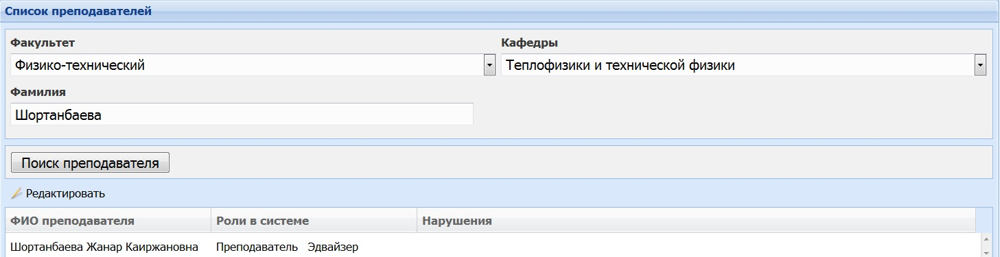 Список преподавателей
Факультет Кафедры
Физико-технический Теплофизики и технической физики
Фамилия
Шортанбаева
Поиск преподавателя
Редактировать
ФИО преподавателя Роли в системе Нарушения
Шортанбаева Жанар Каиржановна Преподаватель Эдвайзер